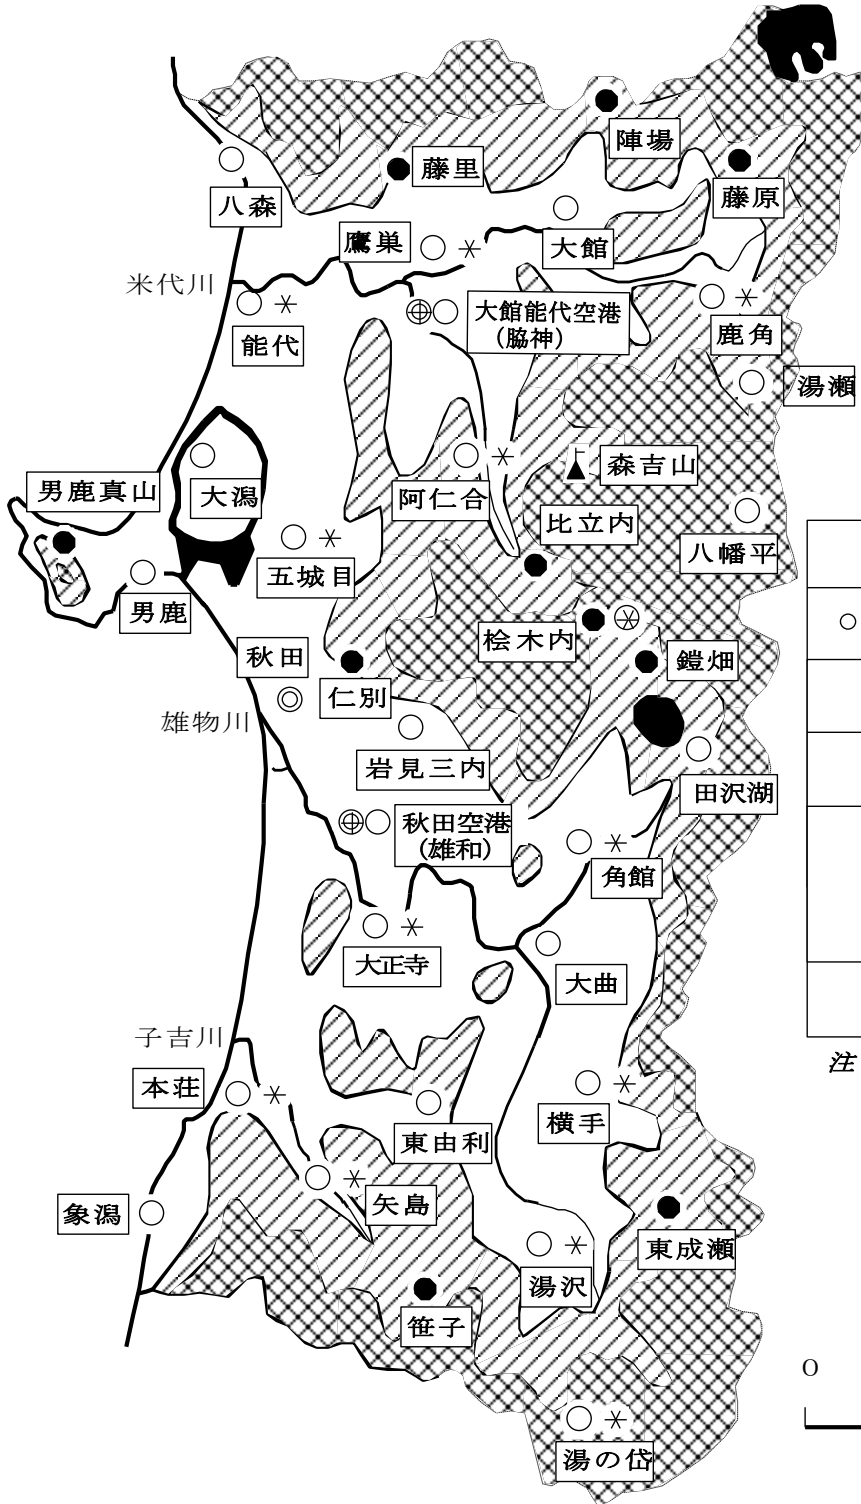 陣場
藤里
藤原
八森
大館
鷹巣
米代川
大館能代空港
(脇神)
鹿角
能代
湯瀬
森吉山
男鹿真山
大潟
阿仁合
比立内
八幡平
五城目
男鹿
桧木内
秋田
鎧畑
仁別
雄物川
岩見三内
田沢湖
秋田空港
(雄和)
角館
大正寺
大曲
子吉川
注
本荘
横手
東由利
矢島
象潟
東成瀬
湯沢
笹子
0
湯の岱